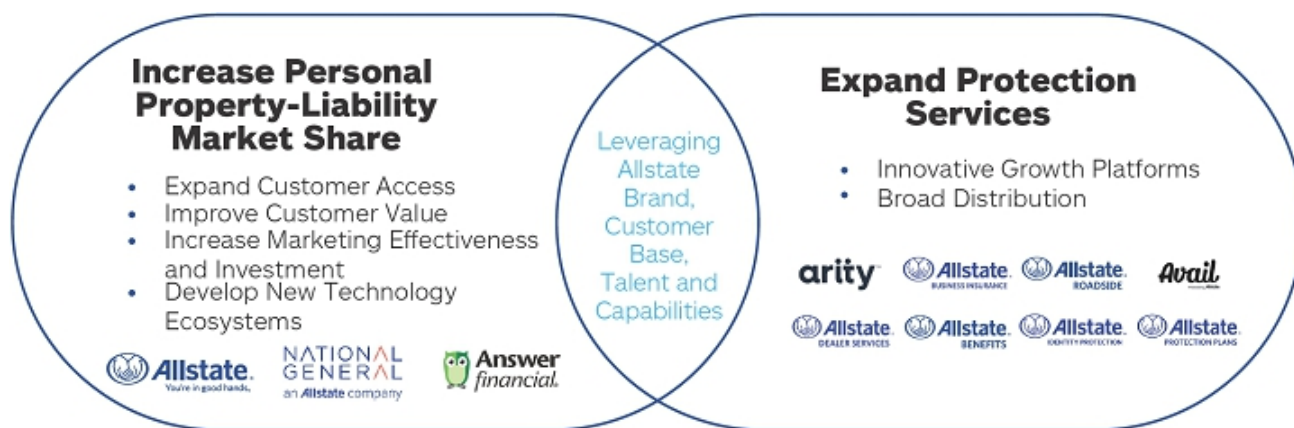 Increase Personal
Property-Liability
Market Share
• Expand Customer Access
• Improve Customer Value
• Increase Marketing Effectiveness
and Investment
• Develop New Technology
Ecosystems
Allstate.
You're in good hands.
NATIONAL
GENERAL
an Allstate company
Answer
financial.
Leveraging
Allstate
Brand,
Customer
Base,
Talent and
Capabilities
Expand Protection
Services
• Innovative Growth Platforms
• Broad Distribution
arity
Allstate.
BUSINESS INSURANCE
Allstate.
ROADSIDE
Avail
Allstate.
DEALER SERVICES
Allstate.
BENEFITS
Allstate.
IDENTITY PROTECTION
Allstate.
PROTECTION PLANS